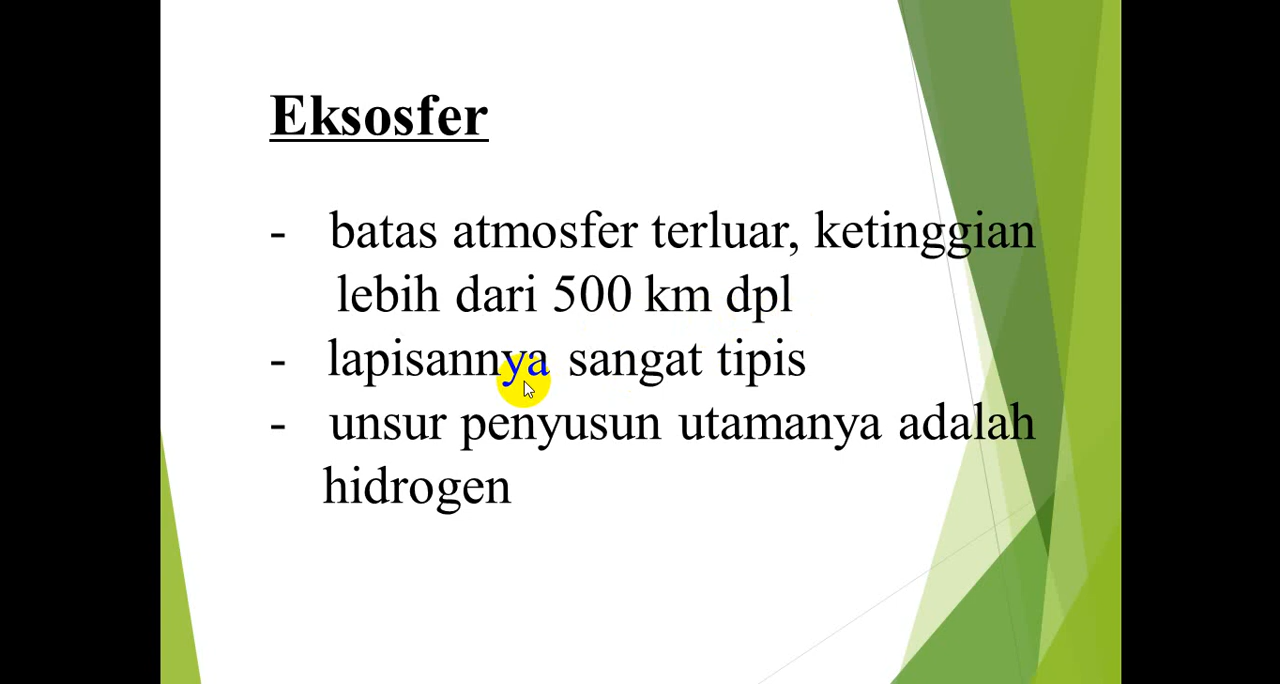 Eksosfer
- batas atmosfer terluar, ketinggian
lebih dari 500 km dpl
- lapisannya sangat tipis
- unsur penyusun utamanya adalah
hidrogen